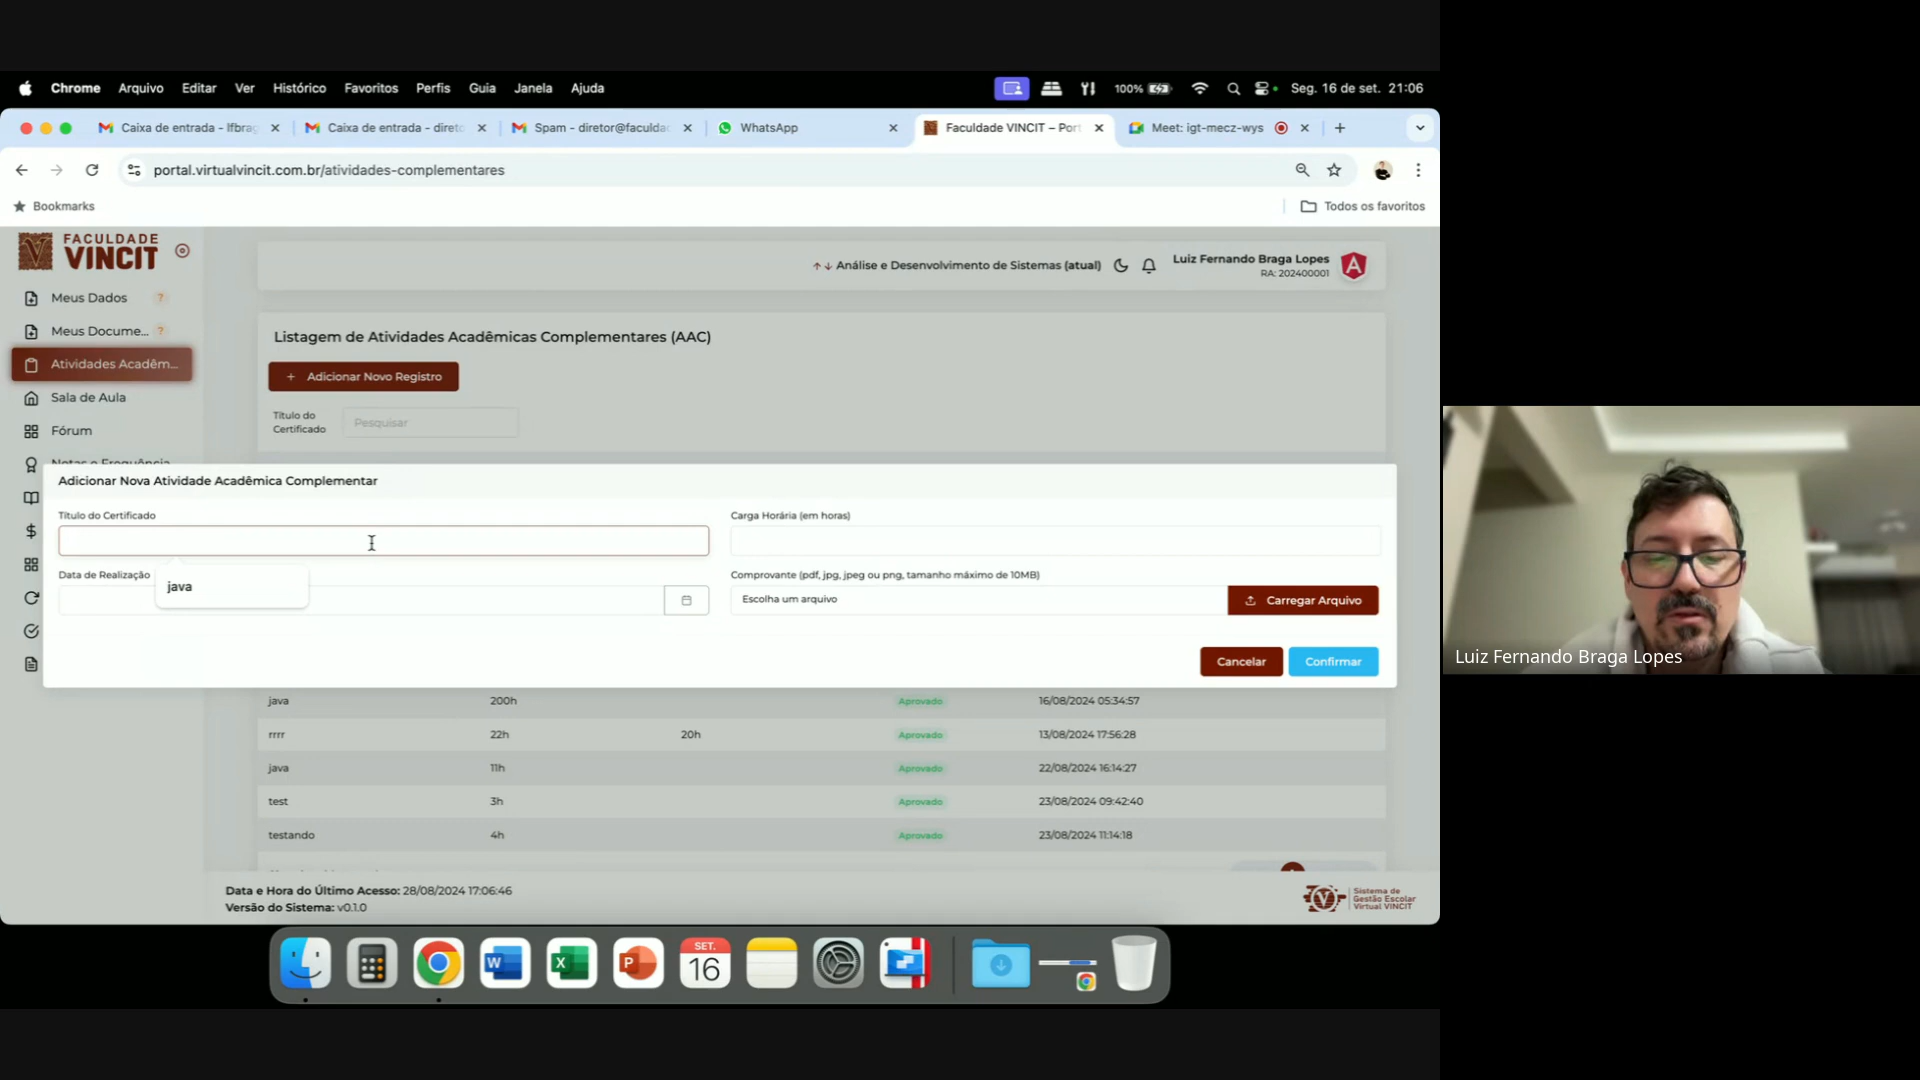 Chrome Arquivo Editar Ver Histórico Favoritos Perfis Guia Janela Ajuda 100% Seg. 16 de set. 21:06
Caixa de entrada - lfbrag Caixa de entrada - direto Spam - diretor@faculdad WhatsApp Faculdade VINCIT – Port Meet: igt-mecz-wys
portal.virtualvincit.com.br/atividades-complementares
Bookmarks Todos os favoritos
FACULDADE
VINCIT
Análise e Desenvolvimento de Sistemas (atual) Luiz Fernando Braga Lopes
RA: 202400001
Meus Dados ?
Meus Docume... ?
Atividades Acadêm...
Sala de Aula
Fórum
Notas e Frequência
Listagem de Atividades Acadêmicas Complementares (AAC)
+ Adicionar Novo Registro
Título do
Certificado Pesquisar
Adicionar Nova Atividade Acadêmica Complementar
Título do Certificado Carga Horária (em horas)
java
Data de Realização Comprovante (pdf, jpg, jpeg ou png, tamanho máximo de 10MB)
Escolha um arquivo Carregar Arquivo
Cancelar Confirmar
java 200h Aprovado 16/08/2024 05:34:57
rrrr 22h 20h Aprovado 13/08/2024 17:56:28
java 11h Aprovado 22/08/2024 16:14:27
test 3h Aprovado 23/08/2024 09:42:40
testando 4h Aprovado 23/08/2024 11:14:18
Data e Hora do Último Acesso: 28/08/2024 17:06:46
Versão do Sistema: v0.1.0
Sistema de
Gestão Escolar
Virtual VINCIT
SET.
16
Luiz Fernando Braga Lopes